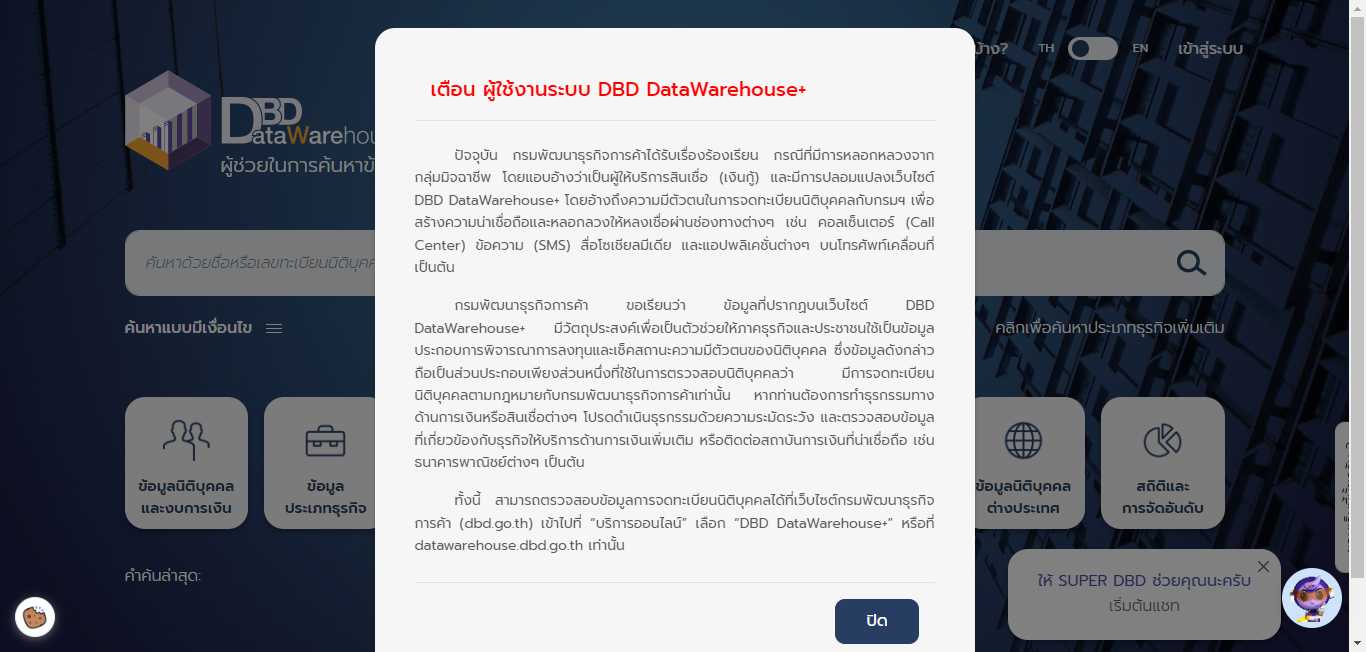 บ้าง?
TH
EN
เข้าสู่ระบบ
DBD
DataWarehou
ผู้ช่วยในการค้นหาข้
ค้นหาด้วยชื่อหรือเลขทะเบียนนิติบุคค
ค้นหาแบบมีเงื่อนไข
คลิกเพื่อค้นหาประเภทธุรกิจเพิ่มเติม
เตือน ผู้ใช้งานระบบ DBD DataWarehouse+
ปัจจุบัน กรมพัฒนาธุรกิจการค้าได้รับเรื่องร้องเรียน กรณีที่มีการหลอกหลวงจาก
กลุ่มมิจฉาชีพ โดยแอบอ้างว่าเป็นผู้ให้บริการสินเชื่อ (เงินกู้) และมีการปลอมแปลงเว็บไซต์
DBD DataWarehouse+ โดยอ้างถึงความมีตัวตนในการจดทะเบียนนิติบุคคลกับกรมฯ เพื่อ
สร้างความน่าเชื่อถือและหลอกลวงให้หลงเชื่อผ่านช่องทางต่างๆ เช่น คอลเซ็นเตอร์ (Call
Center) ข้อความ (SMS) สื่อโซเชียลมีเดีย และแอปพลิเคชั่นต่างๆ บนโทรศัพท์เคลื่อนที่
เป็นต้น
กรมพัฒนาธุรกิจการค้า ขอเรียนว่า ข้อมูลที่ปรากฏบนเว็บไซต์ DBD
DataWarehouse+ มีวัตถุประสงค์เพื่อเป็นตัวช่วยให้ภาคธุรกิจและประชาชนใช้เป็นข้อมูล
ประกอบการพิจารณาการลงทุนและเช็คสถานะความมีตัวตนของนิติบุคคล ซึ่งข้อมูลดังกล่าว
ถือเป็นส่วนประกอบเพียงส่วนหนึ่งที่ใช้ในการตรวจสอบนิติบุคคลว่า มีการจดทะเบียน
นิติบุคคลตามกฎหมายกับกรมพัฒนาธุรกิจการค้าเท่านั้น หากท่านต้องการทำธุรกรรมทาง
ด้านการเงินหรือสินเชื่อต่างๆ โปรดดำเนินธุรกรรมด้วยความระมัดระวัง และตรวจสอบข้อมูล
ที่เกี่ยวข้องกับธุรกิจให้บริการด้านการเงินเพิ่มเติม หรือติดต่อสถาบันการเงินที่น่าเชื่อถือ เช่น
ธนาคารพาณิชย์ต่างๆ เป็นต้น
ทั้งนี้ สามารถตรวจสอบข้อมูลการจดทะเบียนนิติบุคคลได้ที่เว็บไซต์กรมพัฒนาธุรกิจ
การค้า (dbd.go.th) เข้าไปที่ “บริการออนไลน์” เลือก “DBD DataWarehouse+” หรือที่
datawarehouse.dbd.go.th เท่านั้น
ปิด
ข้อมูลนิติบุคคล
และงบการเงิน
ข้อมูล
ประเภทธุรกิจ
ข้อมูลนิติบุคคล
ต่างประเทศ
สถิติและ
การจัดอันดับ
คำค้นล่าสุด:
ให้ SUPER DBD ช่วยคุณนะครับ
เริ่มต้นแชท